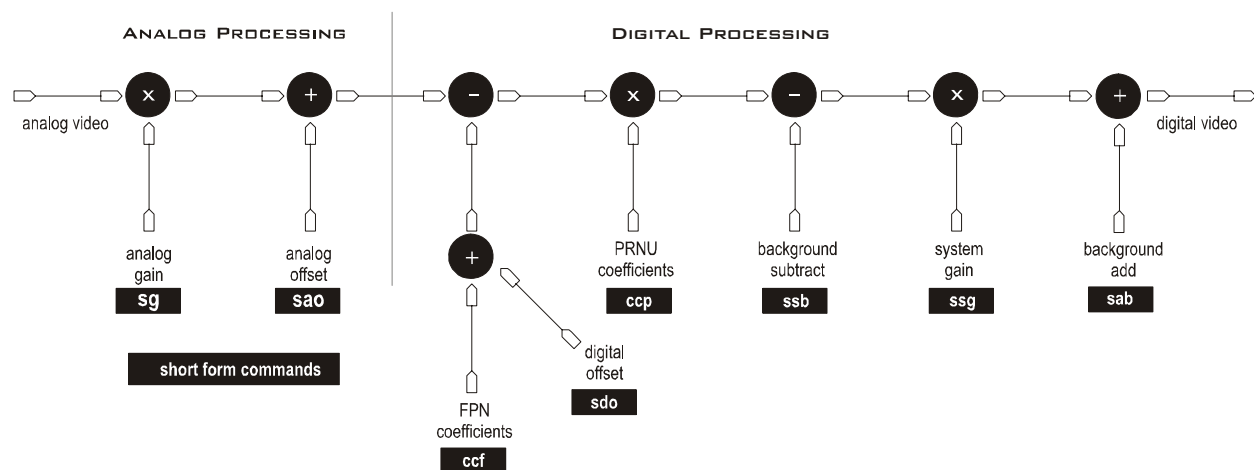 ANALOG PROCESSING
DIGITAL PROCESSING
x
+
-
x
-
x
+
analog video
digital video
+
analog
gain
sg
analog
offset
sao
PRNU
coefficients
ccp
background
subtract
ssb
system
gain
ssg
background
add
sab
short form commands
digital
offset
sdo
FPN
coefficients
ccf